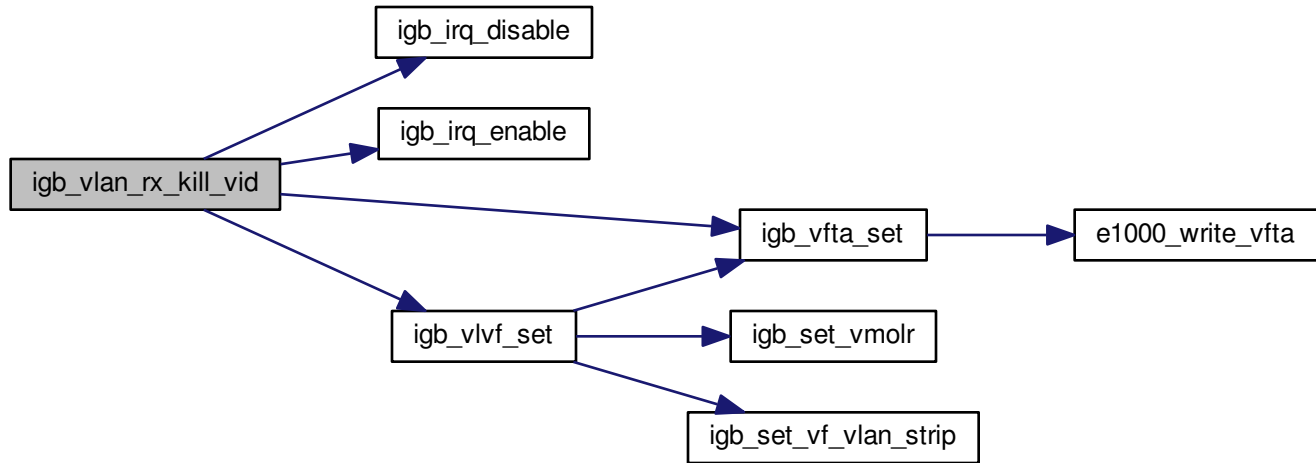 igb_irq_disable
igb_irq_enable
igb_vlan_rx_kill_vid
igb_vfta_set
e1000_write_vfta
igb_vlvf_set
igb_set_vmolr
igb_set_vf_vlan_strip